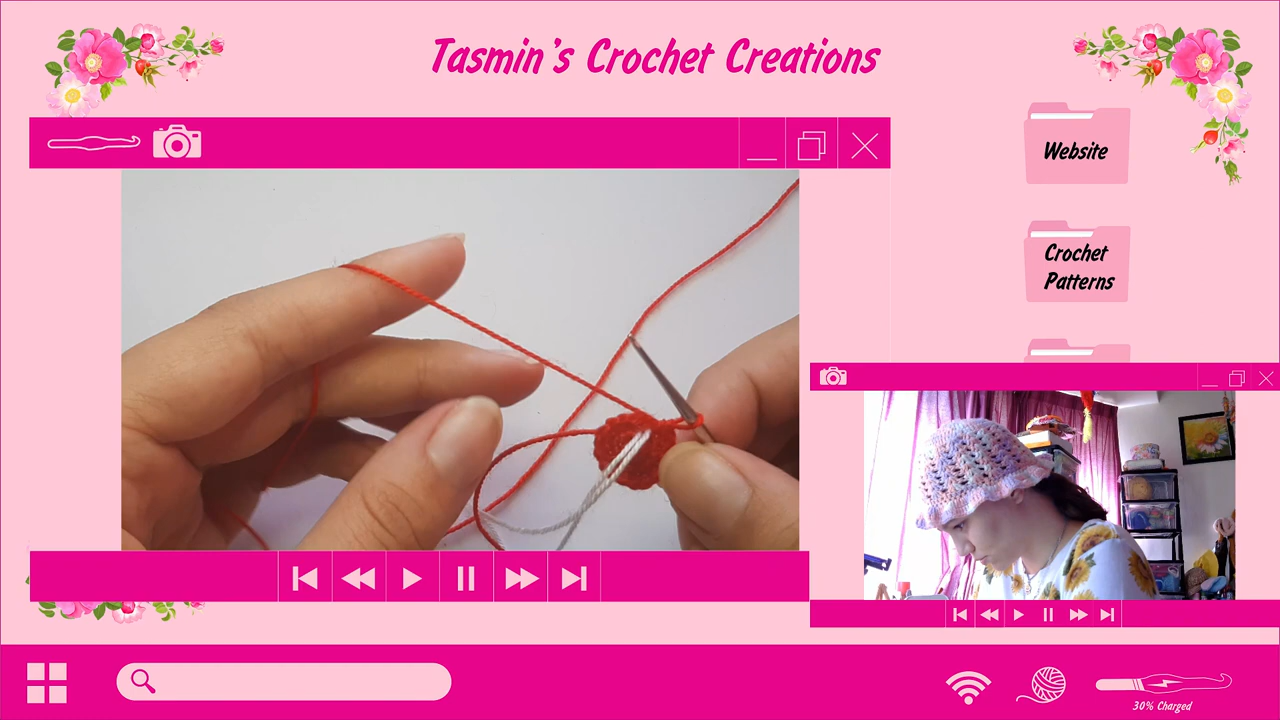 Tasmin's Crochet Creations
Website
Crochet
Patterns
30% Charged